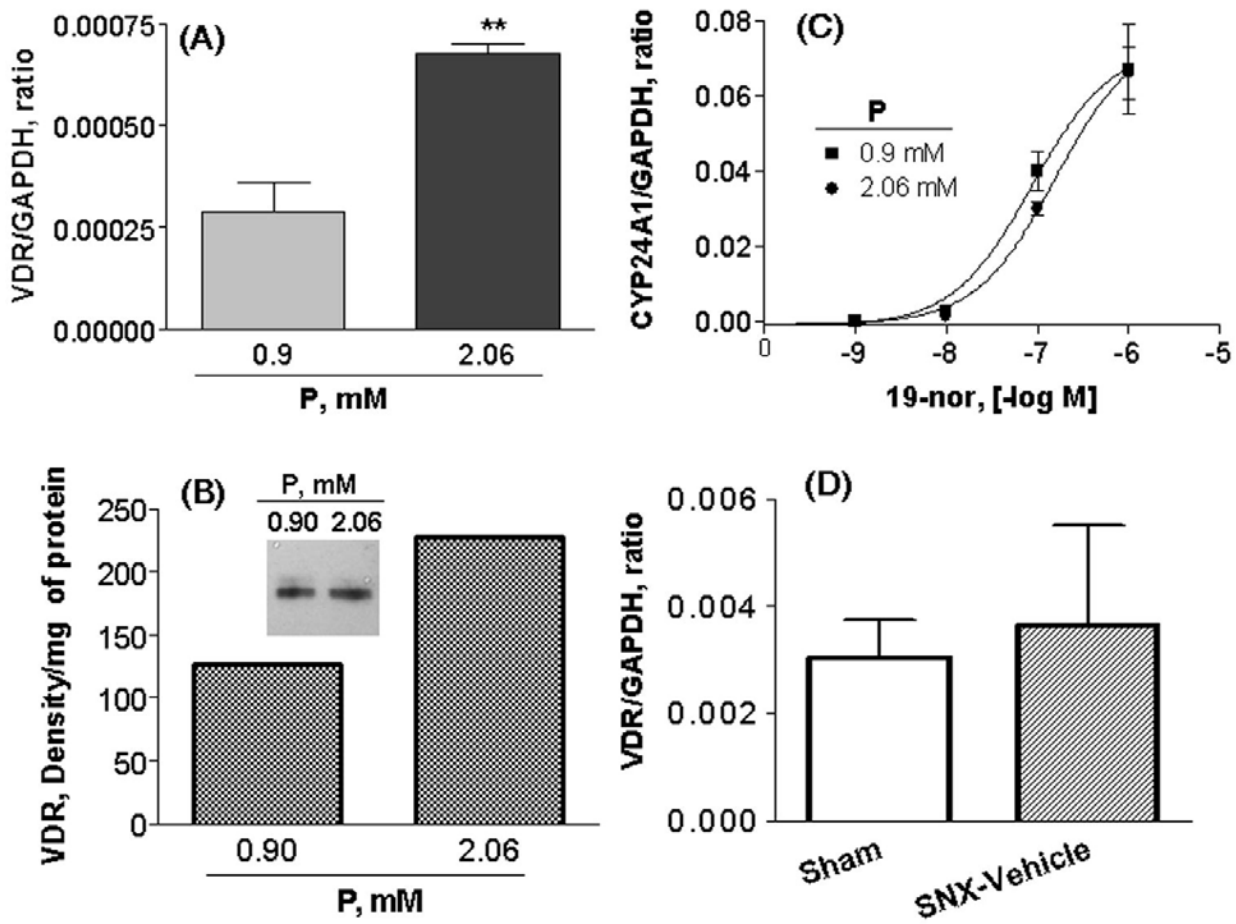 (A)
VDR/GAPDH, ratio
0.00075
0.00050
0.00025
0.00000
**
0.9 2.06
P, mM
(C)
CYP24A1/GAPDH, ratio
0.08
0.06
0.04
0.02
0.00
P
0.9 mM
2.06 mM
0 -9 -8 -7 -6 -5
19-nor, [-log M]
(B)
VDR, Density/mg of protein
250
200
150
100
50
0
P, mM
0.90 2.06
0.90 2.06
P, mM
(D)
VDR/GAPDH, ratio
0.006
0.004
0.002
0.000
Sham
SNX-Vehicle